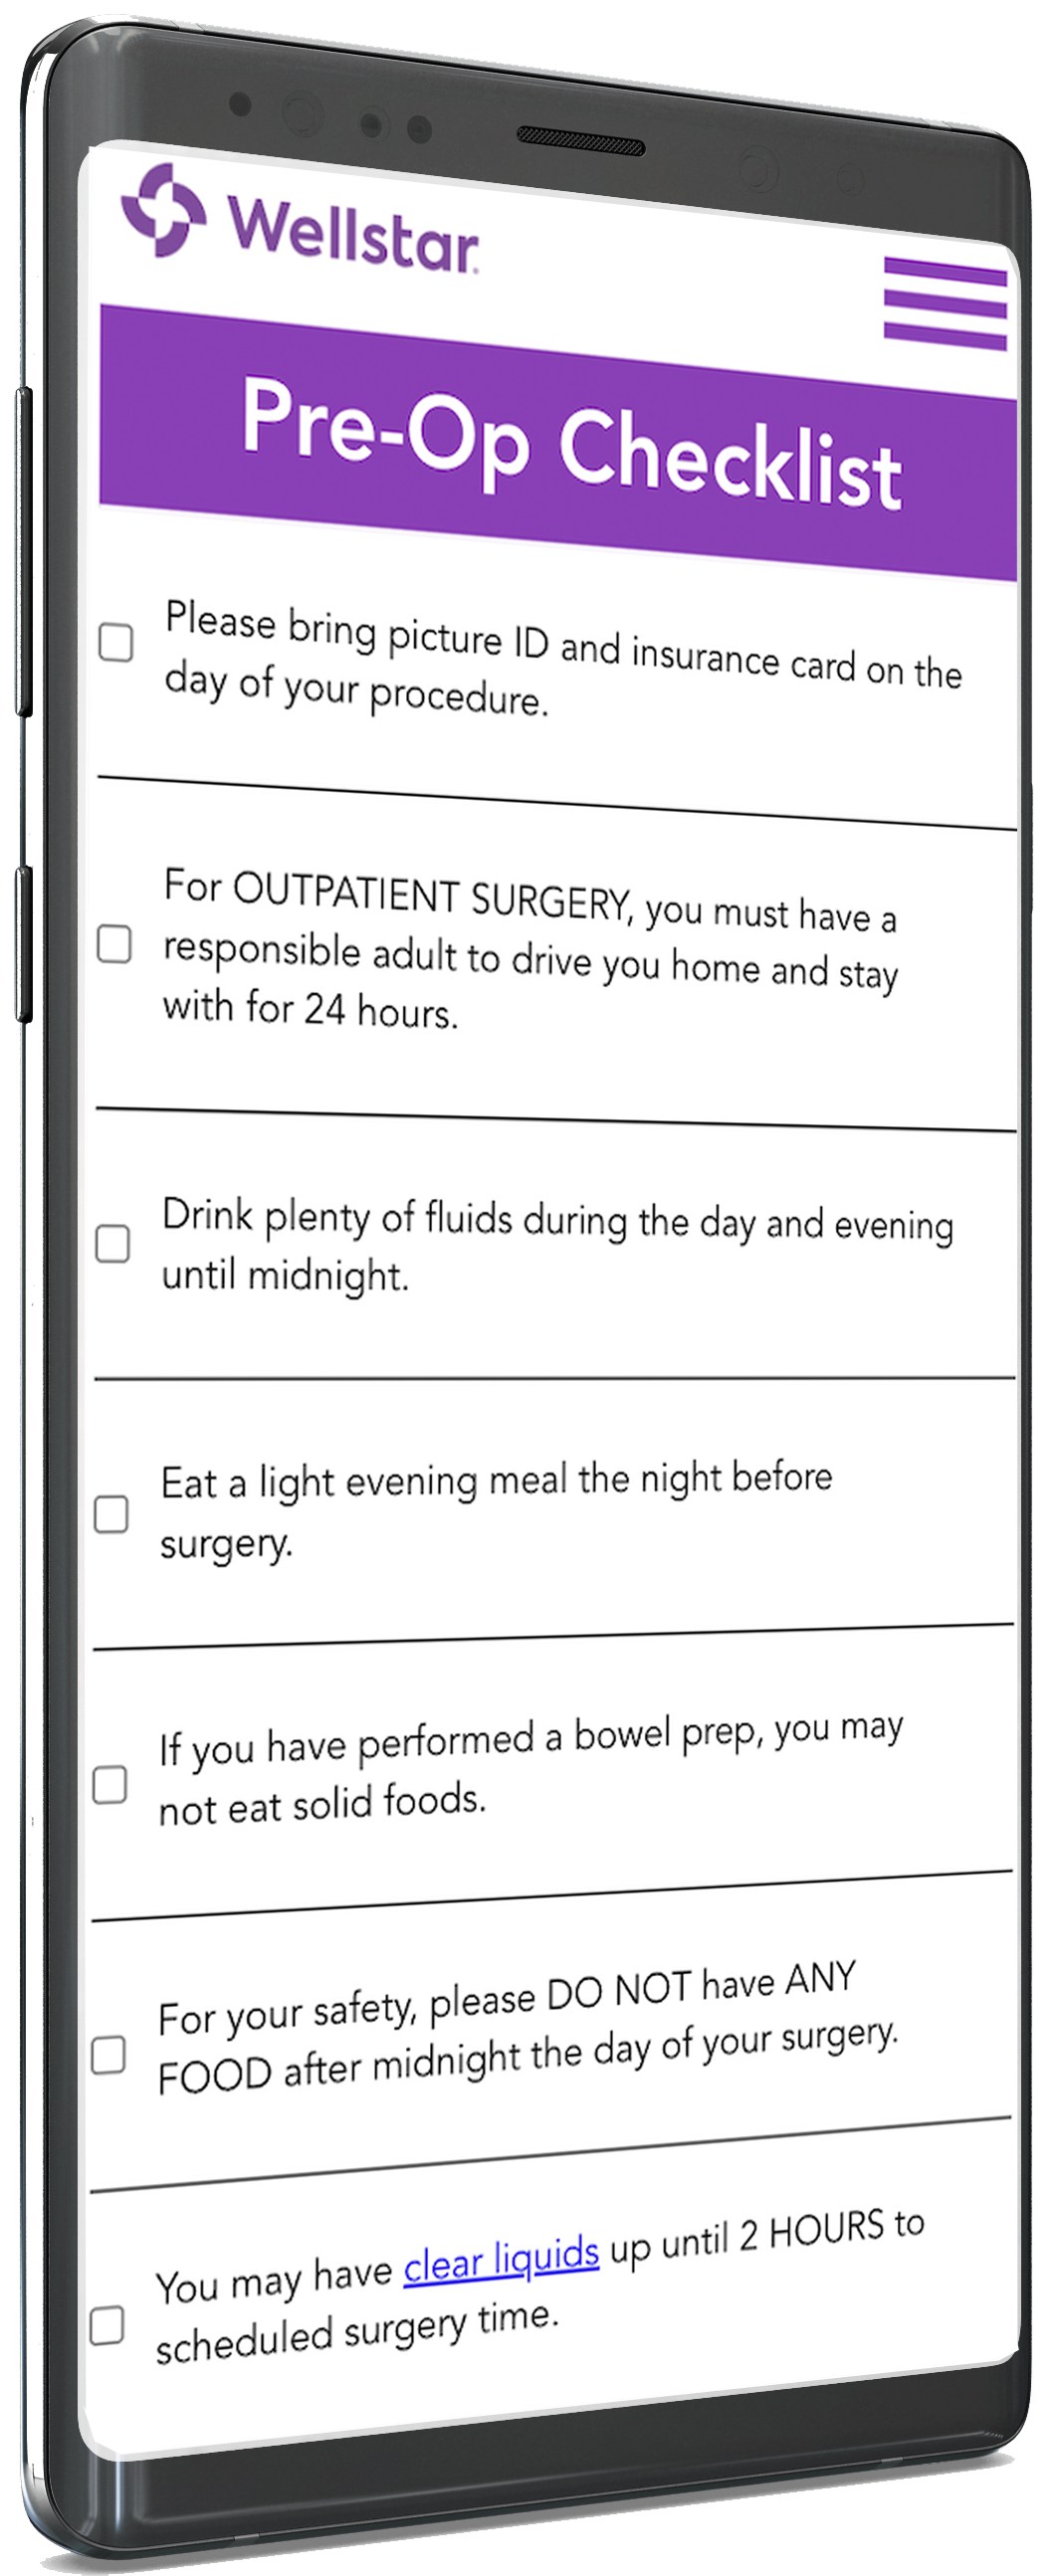 Wellstar
Pre-Op Checklist
Please bring picture ID and insurance card on the
day of your procedure.
For OUTPATIENT SURGERY, you must have a
responsible adult to drive you home and stay
with for 24 hours.
Drink plenty of fluids during the day and evening
until midnight.
Eat a light evening meal the night before
surgery.
If you have performed a bowel prep, you may
not eat solid foods.
For your safety, please DO NOT have ANY
FOOD after midnight the day of your surgery.
You may have clear liquids up until 2 HOURS to
scheduled surgery time.